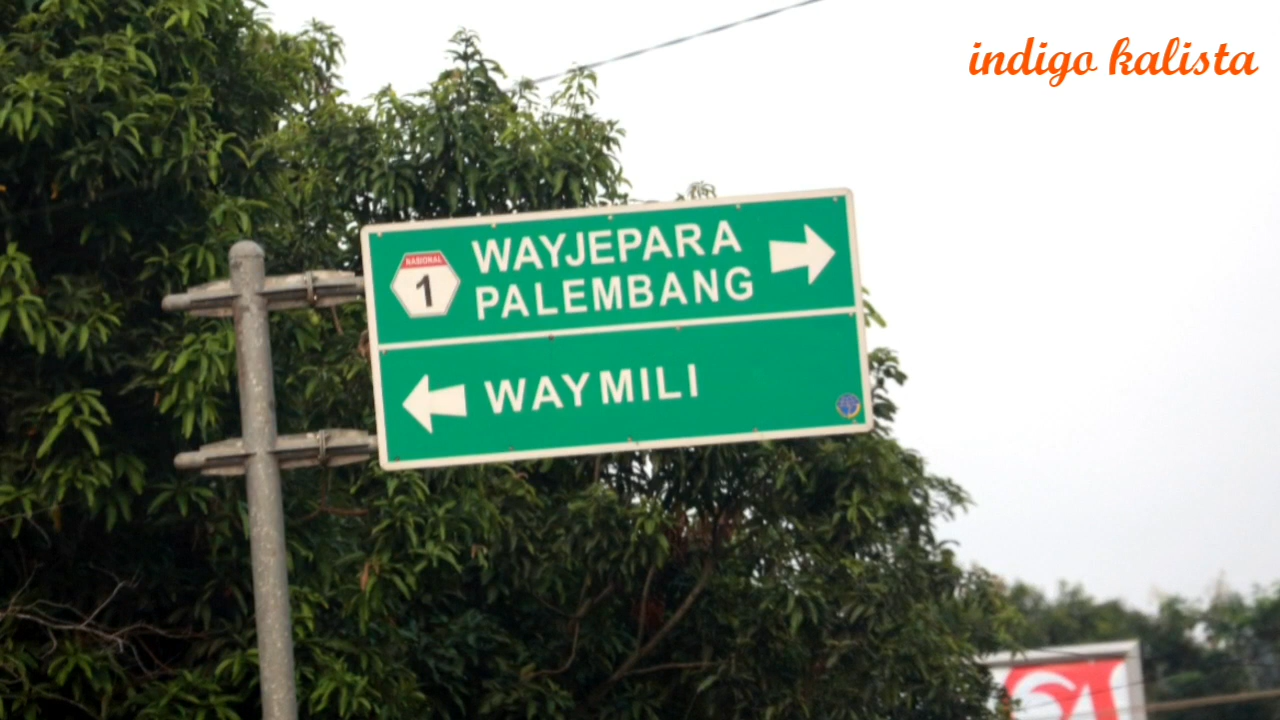 indigo kalista
NASIONAL
1
WAYJEPARA
PALEMBANG
WAYMILI